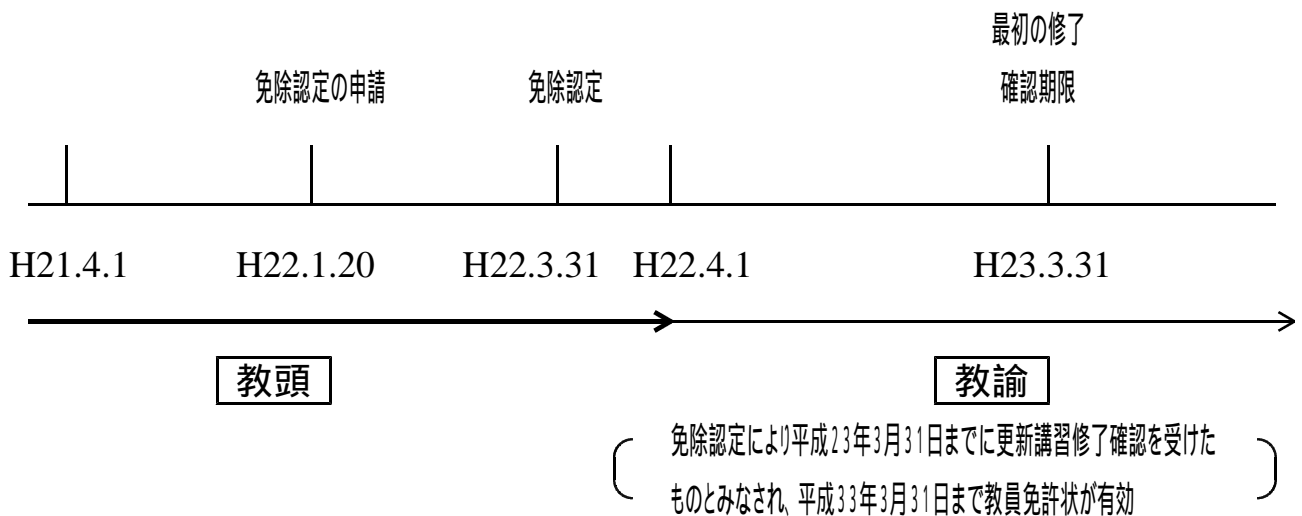 最初の修了
免除認定の申請 免除認定 確認期限
H21.4.1 H22.1.20 H22.3.31 H22.4.1 H23.3.31
教頭 教諭
免除認定により平成23年3月31日までに更新講習修了確認を受けた
ものとみなされ、平成33年3月31日まで教員免許状が有効